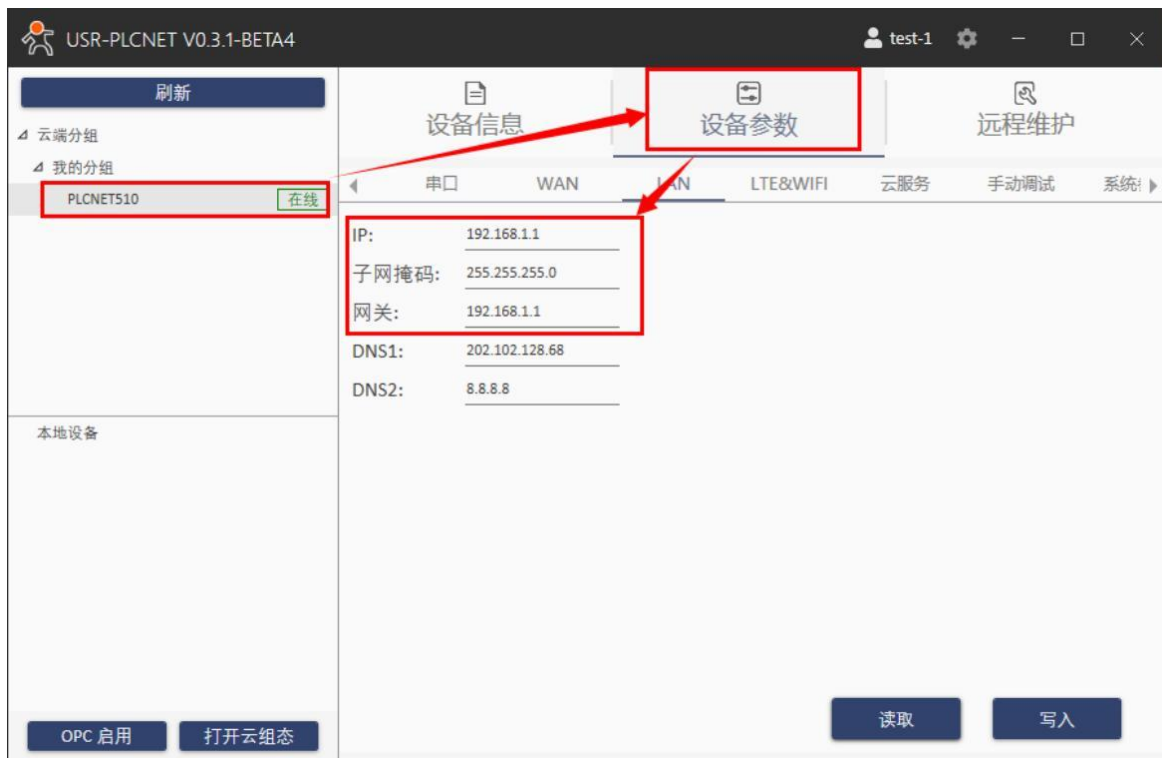 USR-PLCNET V0.3.1-BETA4
test-1
刷新
云端分组
我的分组
PLCNET510
在线
设备信息
设备参数
远程维护
串口
WAN
LAN
LTE&WIFI
云服务
手动调试
系统
IP:
192.168.1.1
子网掩码:
255.255.255.0
网关:
192.168.1.1
DNS1:
202.102.128.68
DNS2:
8.8.8.8
本地设备
OPC 启用
打开云组态
读取
写入